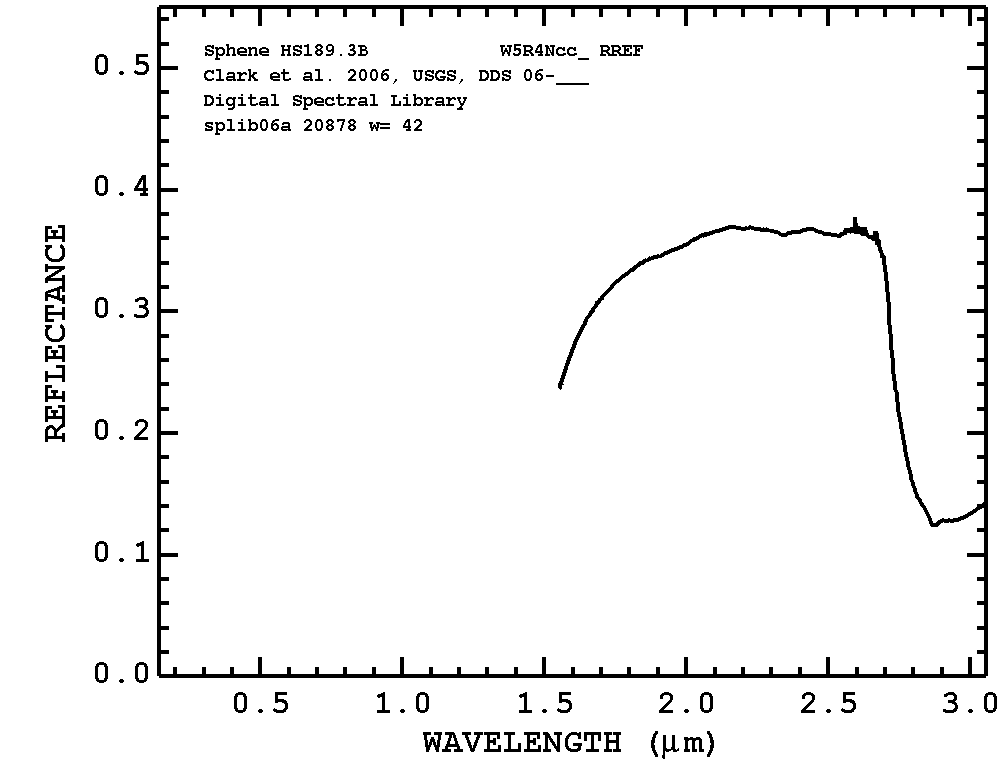 Sphene HS189.3B W5R4Ncc_ RREF
Clark et al. 2006, USGS, DDS 06-___
Digital Spectral Library
splib06a 20878 w= 42
REFLECTANCE
0.5
0.4
0.3
0.2
0.1
0.0
0.5 1.0 1.5 2.0 2.5 3.0
WAVELENGTH (μm)